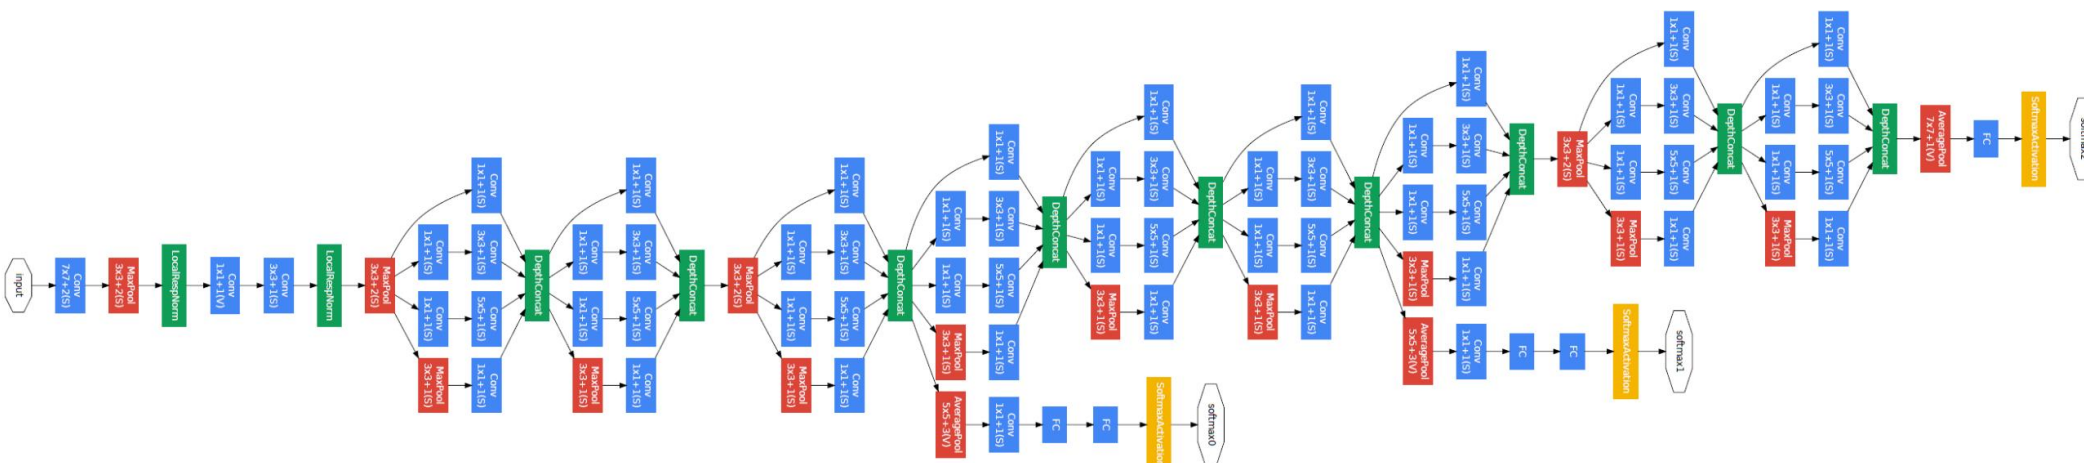 input
Conv
7x7+2(S)
MaxPool
3x3+2(S)
LocalRespNorm
Conv
1x1+1(V)
Conv
3x3+1(S)
LocalRespNorm
MaxPool
3x3+2(S)
Conv
1x1+1(S)
Conv
1x1+1(S)
MaxPool
3x3+1(S)
Conv
1x1+1(S)
Conv
3x3+1(S)
Conv
5x5+1(S)
Conv
1x1+1(S)
DepthConcat
Conv
1x1+1(S)
Conv
1x1+1(S)
MaxPool
3x3+1(S)
Conv
1x1+1(S)
Conv
3x3+1(S)
Conv
5x5+1(S)
Conv
1x1+1(S)
DepthConcat
MaxPool
3x3+2(S)
Conv
1x1+1(S)
Conv
1x1+1(S)
MaxPool
3x3+1(S)
Conv
1x1+1(S)
Conv
3x3+1(S)
Conv
5x5+1(S)
Conv
1x1+1(S)
DepthConcat
Conv
1x1+1(S)
Conv
1x1+1(S)
MaxPool
3x3+1(S)
Conv
1x1+1(S)
Conv
3x3+1(S)
Conv
5x5+1(S)
Conv
1x1+1(S)
DepthConcat
AveragePool
5x5+3(V)
Conv
1x1+1(S)
FC
FC
SoftmaxActivation
softmax0
Conv
1x1+1(S)
Conv
1x1+1(S)
MaxPool
3x3+1(S)
Conv
1x1+1(S)
Conv
3x3+1(S)
Conv
5x5+1(S)
Conv
1x1+1(S)
DepthConcat
Conv
1x1+1(S)
Conv
1x1+1(S)
MaxPool
3x3+1(S)
Conv
1x1+1(S)
Conv
3x3+1(S)
Conv
5x5+1(S)
Conv
1x1+1(S)
DepthConcat
Conv
1x1+1(S)
Conv
1x1+1(S)
MaxPool
3x3+1(S)
Conv
1x1+1(S)
Conv
3x3+1(S)
Conv
5x5+1(S)
Conv
1x1+1(S)
DepthConcat
AveragePool
5x5+3(V)
Conv
1x1+1(S)
FC
FC
SoftmaxActivation
softmax1
MaxPool
3x3+2(S)
Conv
1x1+1(S)
Conv
1x1+1(S)
MaxPool
3x3+1(S)
Conv
1x1+1(S)
Conv
3x3+1(S)
Conv
5x5+1(S)
Conv
1x1+1(S)
DepthConcat
Conv
1x1+1(S)
Conv
1x1+1(S)
MaxPool
3x3+1(S)
Conv
1x1+1(S)
Conv
3x3+1(S)
Conv
5x5+1(S)
Conv
1x1+1(S)
DepthConcat
AveragePool
7x7+1(V)
FC
SoftmaxActivation